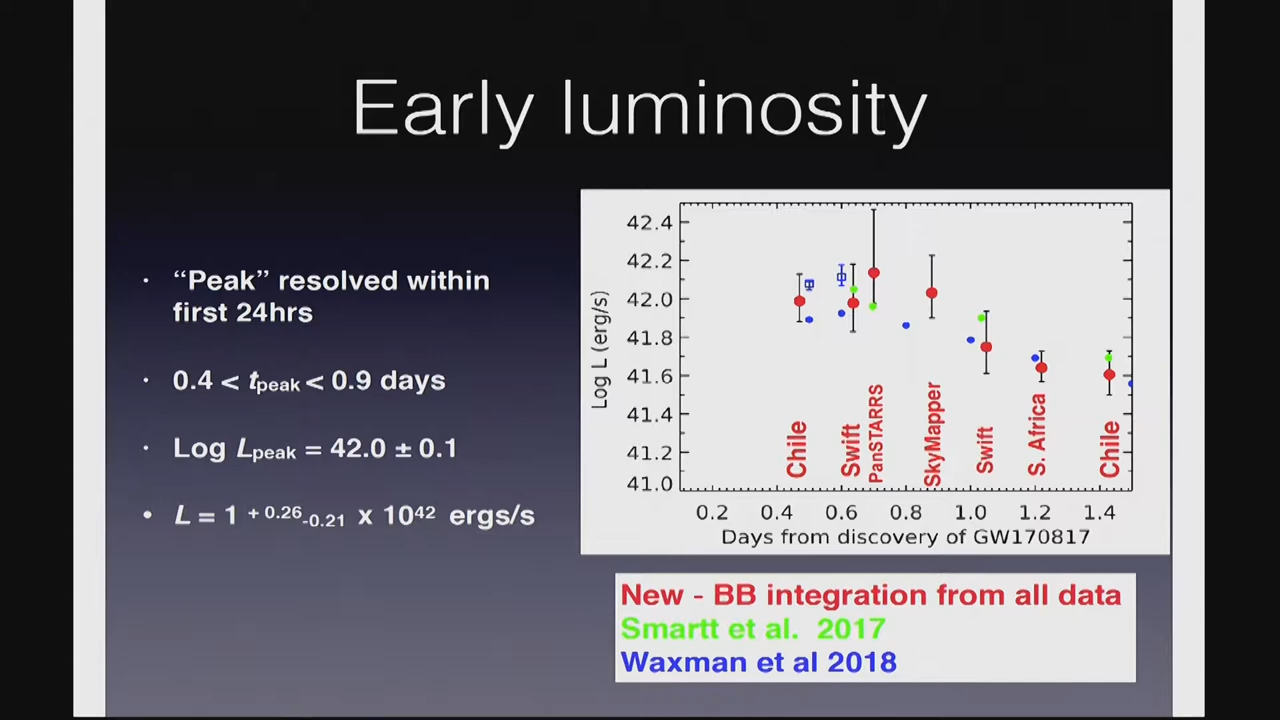 Early luminosity
· “Peak” resolved within
first 24hrs
· 0.4 < tpeak < 0.9 days
· Log Lpeak = 42.0 ± 0.1
• L = 1 + 0.26 -0.21 x 10⁴² ergs/s
Log L (erg/s)
42.4
42.2
42.0
41.8
41.6
41.4
41.2
41.0
Chile
Swift
PanSTARRS
SkyMapper
Swift
S. Africa
Chile
0.2 0.4 0.6 0.8 1.0 1.2 1.4
Days from discovery of GW170817
New - BB integration from all data
Smartt et al. 2017
Waxman et al 2018